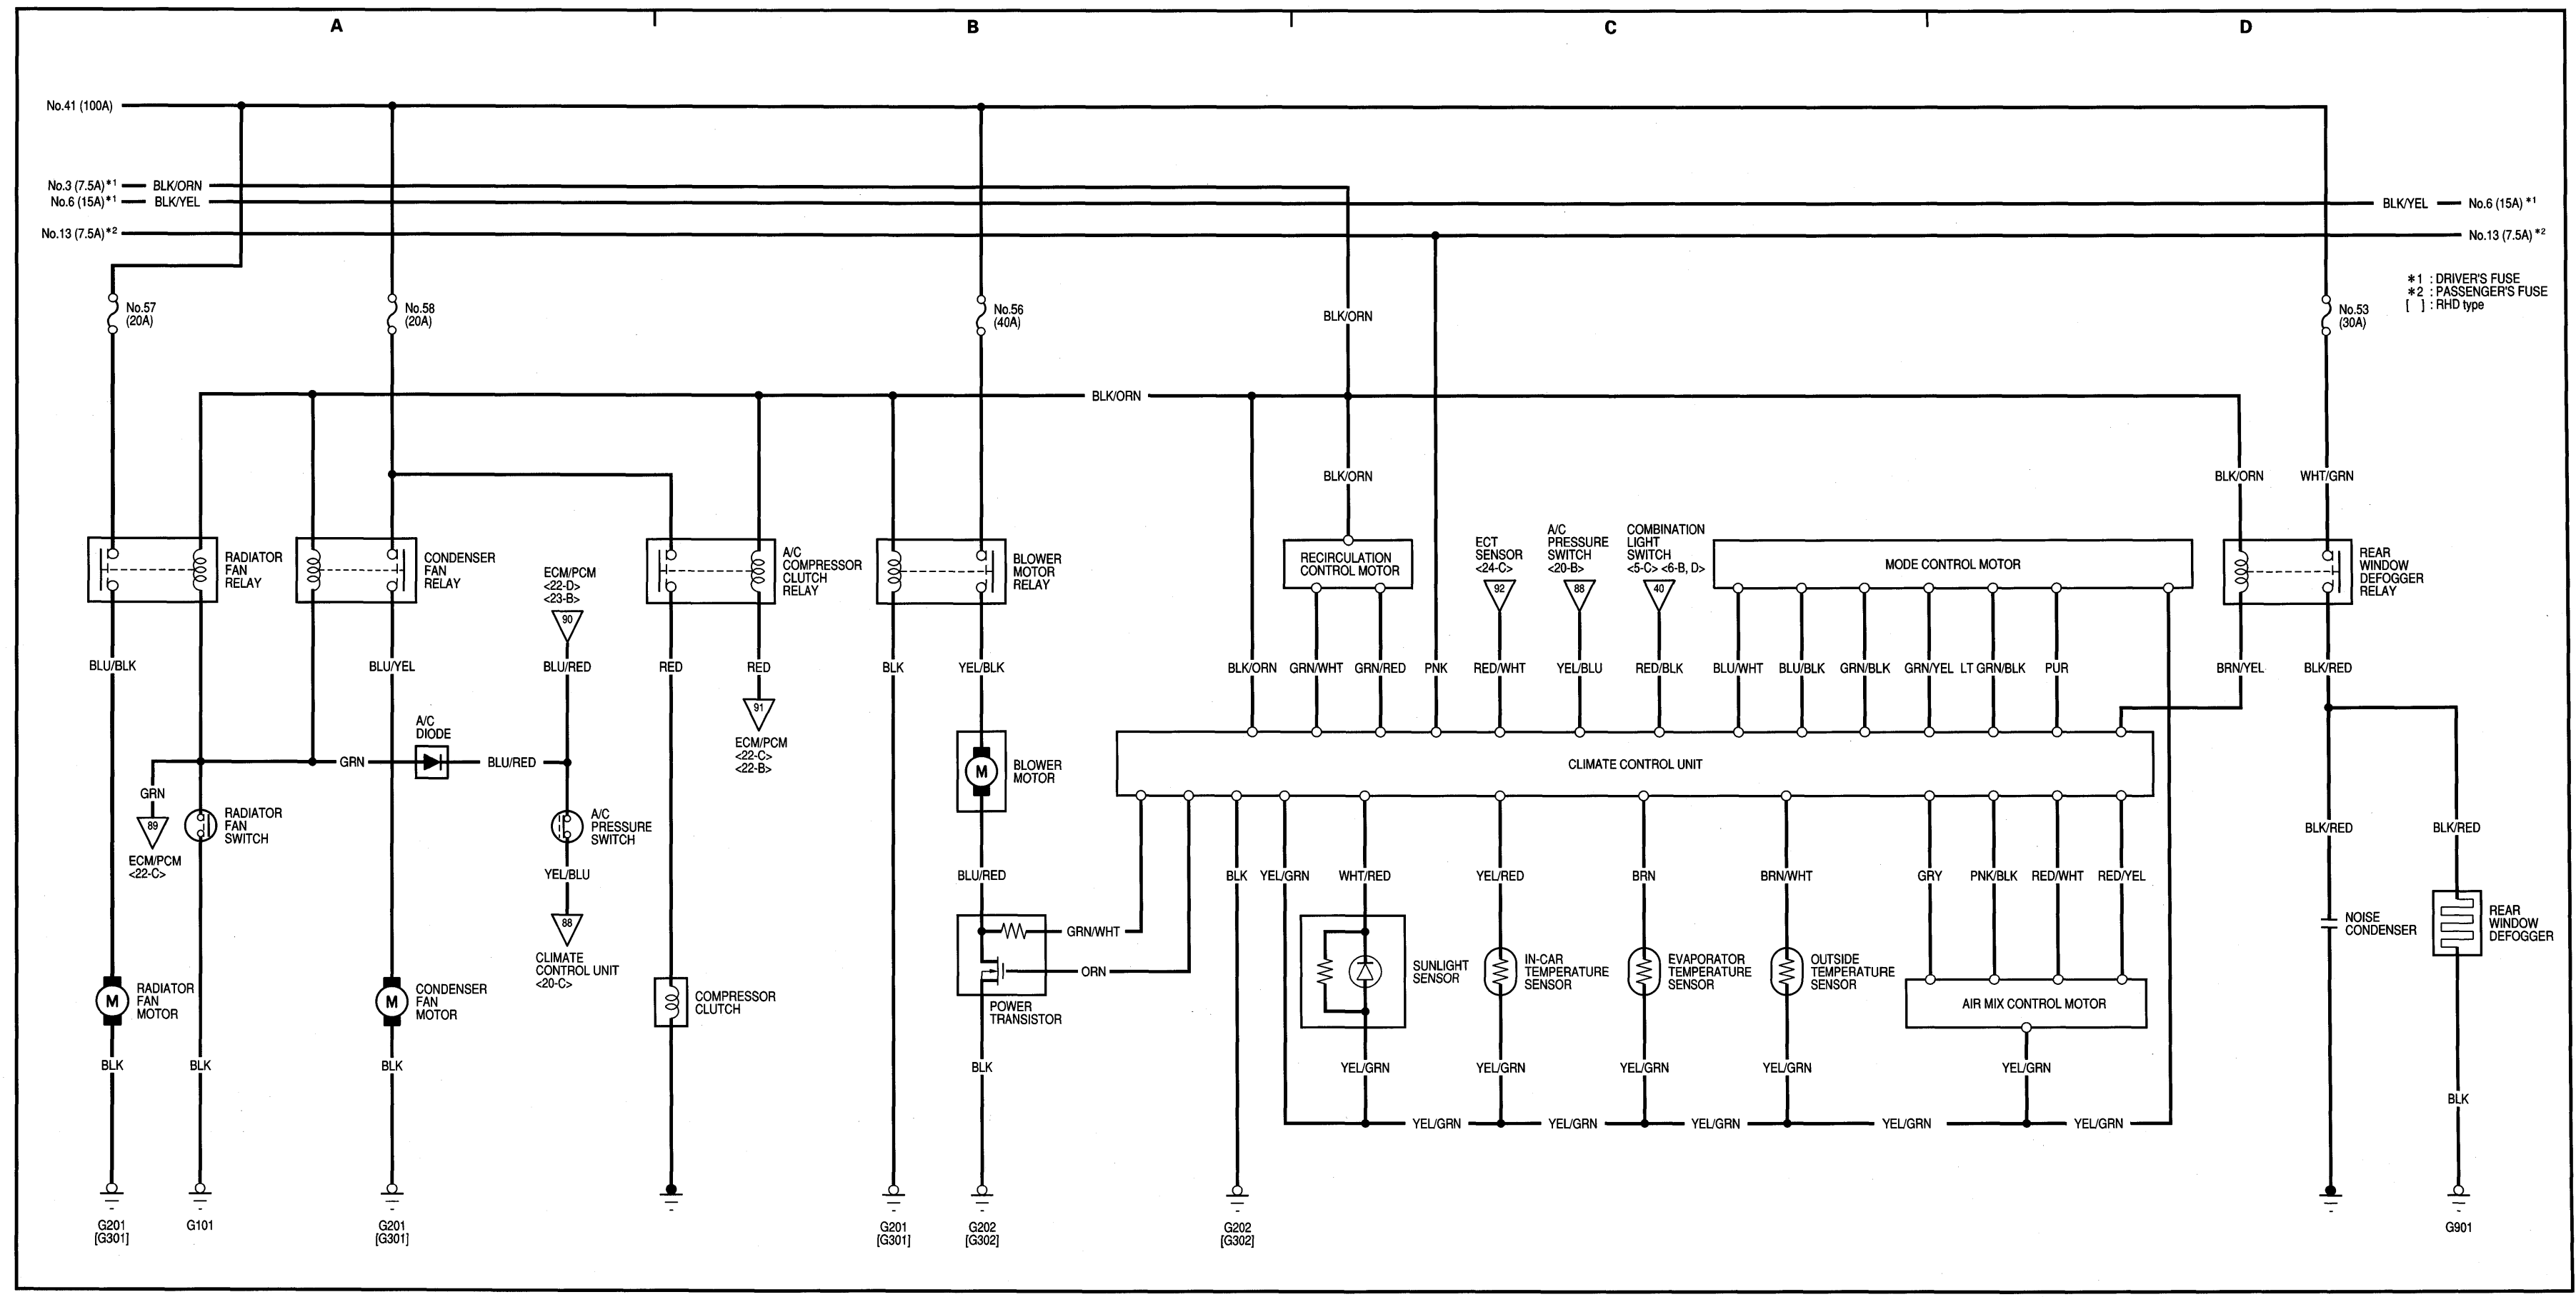 A
B
C
D
No.41 (100A)
No.3 (7.5A)*1
BLK/ORN
No.6 (15A)*1
BLK/YEL
BLK/YEL
No.6 (15A) *1
No.13 (7.5A)*2
No.13 (7.5A)*2
*1 : DRIVER'S FUSE
*2 : PASSENGER'S FUSE
[ ] : RHD type
No.57
(20A)
No.58
(20A)
No.56
(40A)
BLK/ORN
No.53
(30A)
BLK/ORN
BLK/ORN
BLK/ORN
WHT/GRN
RADIATOR
FAN
RELAY
CONDENSER
FAN
RELAY
ECM/PCM
<22-D>
<23-B>
90
A/C
COMPRESSOR
CLUTCH
RELAY
BLOWER
MOTOR
RELAY
RECIRCULATION
CONTROL MOTOR
ECT
SENSOR
<24-C>
92
A/C
PRESSURE
SWITCH
<20-B>
88
COMBINATION
LIGHT
SWITCH
<5-C> <6-B, D>
40
MODE CONTROL MOTOR
REAR
WINDOW
DEFOGGER
RELAY
BLU/BLK
BLU/YEL
BLU/RED
RED
RED
BLK
YEL/BLK
BLK/ORN
GRN/WHT
GRN/RED
PNK
RED/WHT
YEL/BLU
RED/BLK
BLU/WHT
BLU/BLK
GRN/BLK
GRN/YEL
LT GRN/BLK
PUR
BRN/YEL
BLK/RED
91
ECM/PCM
<22-C>
<22-B>
A/C
DIODE
GRN
BLU/RED
M
BLOWER
MOTOR
CLIMATE CONTROL UNIT
GRN
89
ECM/PCM
<22-C>
RADIATOR
FAN
SWITCH
A/C
PRESSURE
SWITCH
BLK/RED
BLK/RED
YEL/BLU
88
CLIMATE
CONTROL UNIT
<20-C>
BLU/RED
BLK
YEL/GRN
WHT/RED
YEL/RED
BRN
BRN/WHT
GRY
PNK/BLK
RED/WHT
RED/YEL
GRN/WHT
ORN
POWER
TRANSISTOR
SUNLIGHT
SENSOR
IN-CAR
TEMPERATURE
SENSOR
EVAPORATOR
TEMPERATURE
SENSOR
OUTSIDE
TEMPERATURE
SENSOR
NOISE
CONDENSER
REAR
WINDOW
DEFOGGER
M
RADIATOR
FAN
MOTOR
M
CONDENSER
FAN
MOTOR
COMPRESSOR
CLUTCH
AIR MIX CONTROL MOTOR
BLK
BLK
BLK
BLK
YEL/GRN
YEL/GRN
YEL/GRN
YEL/GRN
YEL/GRN
BLK
YEL/GRN
YEL/GRN
YEL/GRN
YEL/GRN
YEL/GRN
G201
[G301]
G101
G201
[G301]
G201
[G301]
G202
[G302]
G202
[G302]
G901